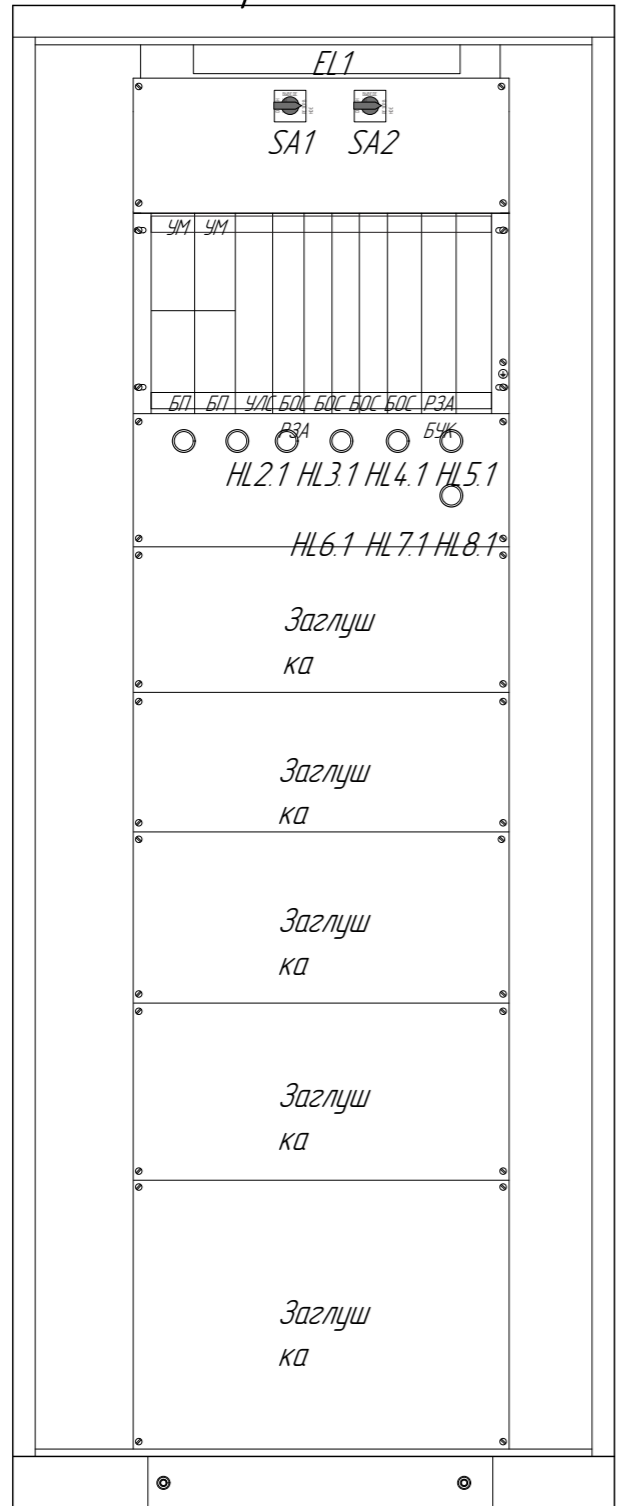 EL1
SA1 SA2
УМ УМ
БП БП УЛС БОС БОС БОС БОС РЗА
РЗА БУК
HL2.1 HL3.1 HL4.1 HL5.1
HL6.1 HL7.1 HL8.1
Заглуш
ка
Заглуш
ка
Заглуш
ка
Заглуш
ка
Заглуш
ка